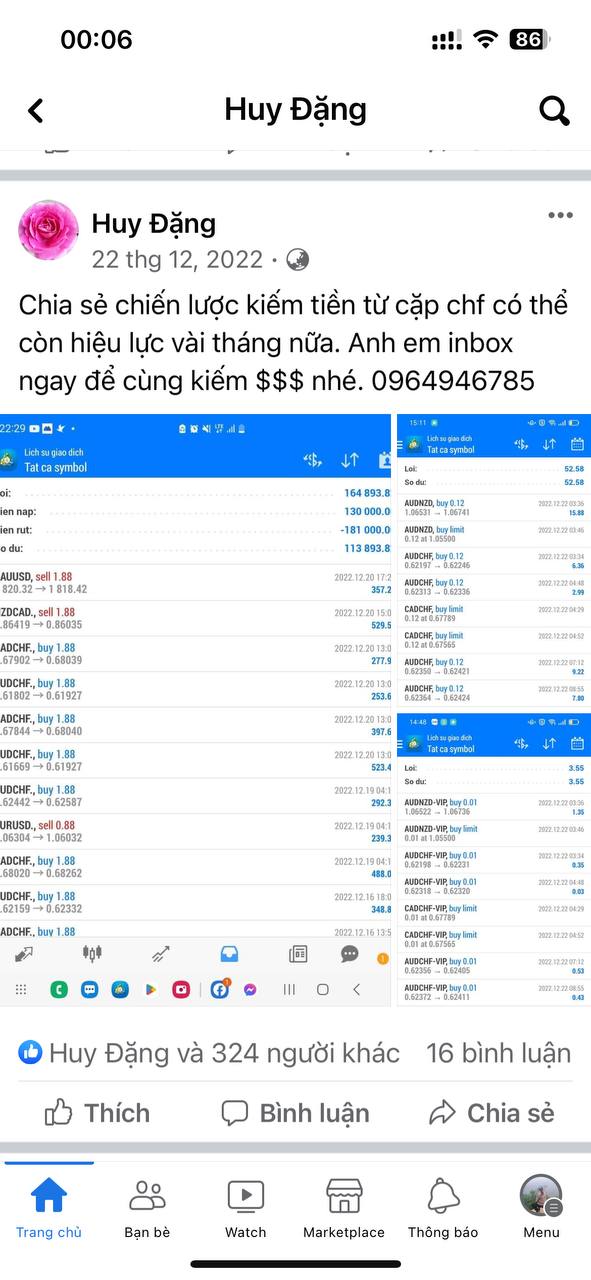 00:06
86
Huy Đặng
Huy Đặng
22 thg 12, 2022 ·
Chia sẻ chiến lược kiếm tiền từ cặp chf có thể
còn hiệu lực vài tháng nữa. Anh em inbox
ngay để cùng kiếm $$$ nhé. 0964946785
22:29
Lich su giao dich
Tat ca symbol
oi: 164 893.8
ien nap: 130 000.0
ien rut: -181 000.0
o du: 113 893.8
AUUSD, sell 1.88 2022.12.20 17:2
820.32 → 1 818.42 357.2
ZDCAD., sell 1.88 2022.12.20 15:0
.86419 → 0.86035 529.5
ADCHF., buy 1.88 2022.12.20 13:0
.67902 → 0.68039 277.9
UDCHF., buy 1.88 2022.12.20 13:0
.61802 → 0.61927 253.6
ADCHF., buy 1.88 2022.12.20 13:0
.67844 → 0.68040 397.6
UDCHF., buy 1.88 2022.12.20 13:0
.61669 → 0.61927 523.4
UDCHF., buy 1.88 2022.12.19 04:1
.62442 → 0.62587 292.3
URUSD., sell 0.88 2022.12.19 04:1
.06304 → 1.06032 239.3
ADCHF., buy 1.88 2022.12.19 04:1
.68020 → 0.68262 488.0
UDCHF., buy 1.88 2022.12.16 18:0
.62159 → 0.62332 348.8
ADCHF., buy 1.88 2022.12.16 13:5
15:11
Lich su giao dich
Tat ca symbol
Loi: 52.58
So du: 52.58
AUDNZD, buy 0.12 2022.12.22 03:36
1.06531 → 1.06741 15.88
AUDNZD, buy limit 2022.12.22 03:46
0.12 at 1.05500
AUDCHF, buy 0.12 2022.12.22 03:34
0.62197 → 0.62246 6.36
AUDCHF, buy 0.12 2022.12.22 04:48
0.62313 → 0.62336 2.99
CADCHF, buy limit 2022.12.22 04:29
0.12 at 0.67789
CADCHF, buy limit 2022.12.22 04:52
0.12 at 0.67565
AUDCHF, buy 0.12 2022.12.22 07:12
0.62350 → 0.62421 9.22
AUDCHF, buy 0.12 2022.12.22 08:55
0.62364 → 0.62424 7.80
14:48
Lich su giao dich
Tat ca symbol
Loi: 3.55
So du: 3.55
AUDNZD-VIP, buy 0.01 2022.12.22 03:36
1.06522 → 1.06736 1.35
AUDNZD-VIP, buy limit 2022.12.22 03:46
0.01 at 1.05500
AUDCHF-VIP, buy 0.01 2022.12.22 03:34
0.62198 → 0.62231 0.35
AUDCHF-VIP, buy 0.01 2022.12.22 04:48
0.62318 → 0.62320 0.03
CADCHF-VIP, buy limit 2022.12.22 04:29
0.01 at 0.67789
CADCHF-VIP, buy limit 2022.12.22 04:52
0.01 at 0.67565
AUDCHF-VIP, buy 0.01 2022.12.22 07:12
0.62356 → 0.62405 0.53
AUDCHF-VIP, buy 0.01 2022.12.22 08:55
0.62372 → 0.62411 0.43
Huy Đặng và 324 người khác 16 bình luận
Thích Bình luận Chia sẻ
Trang chủ Bạn bè Watch Marketplace Thông báo Menu